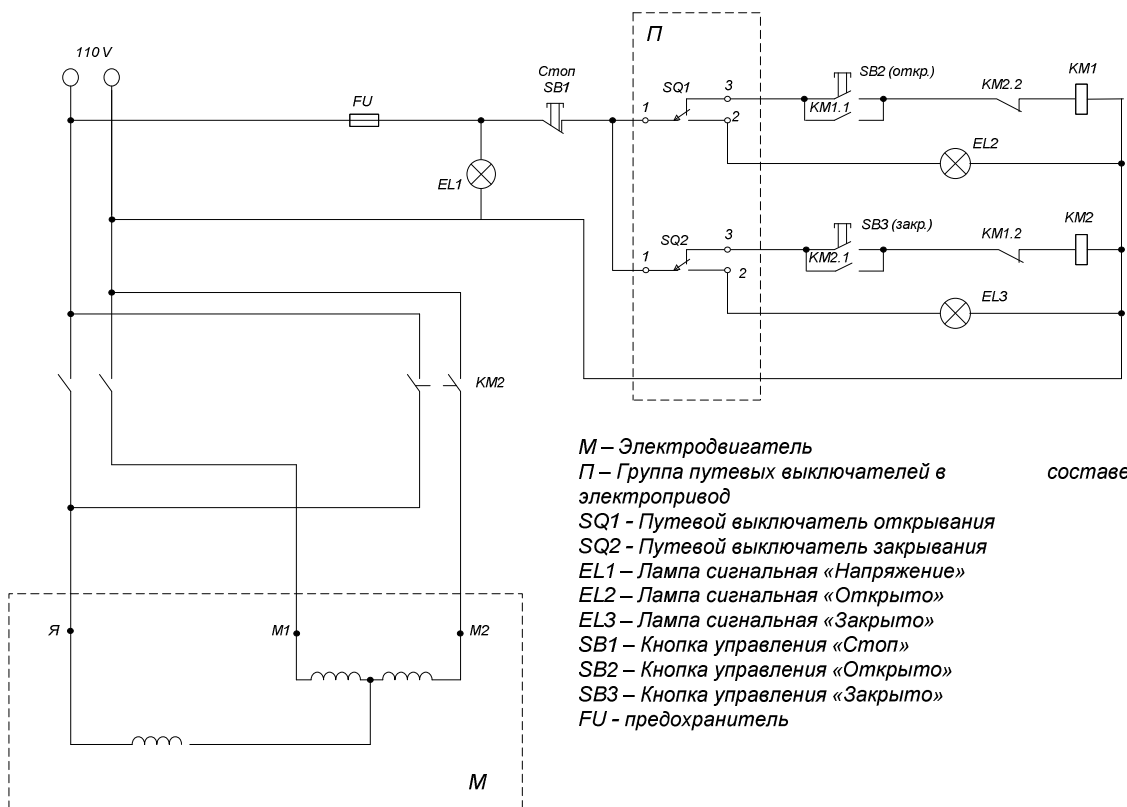 110 V
П
Стоп
SB1
FU
EL1
1
SQ1
3
2
SB2 (откр.)
KM1.1
KM2.2
KM1
EL2
1
SQ2
3
2
SB3 (закр.)
KM2.1
KM1.2
KM2
EL3
KM2
М – Электродвигатель
П – Группа путевых выключателей в составе
электропривод
SQ1 - Путевой выключатель открывания
SQ2 - Путевой выключатель закрывания
EL1 – Лампа сигнальная «Напряжение»
EL2 – Лампа сигнальная «Открыто»
EL3 – Лампа сигнальная «Закрыто»
SB1 – Кнопка управления «Стоп»
SB2 – Кнопка управления «Открыто»
SB3 – Кнопка управления «Закрыто»
FU - предохранитель
Я
М1
М2
М